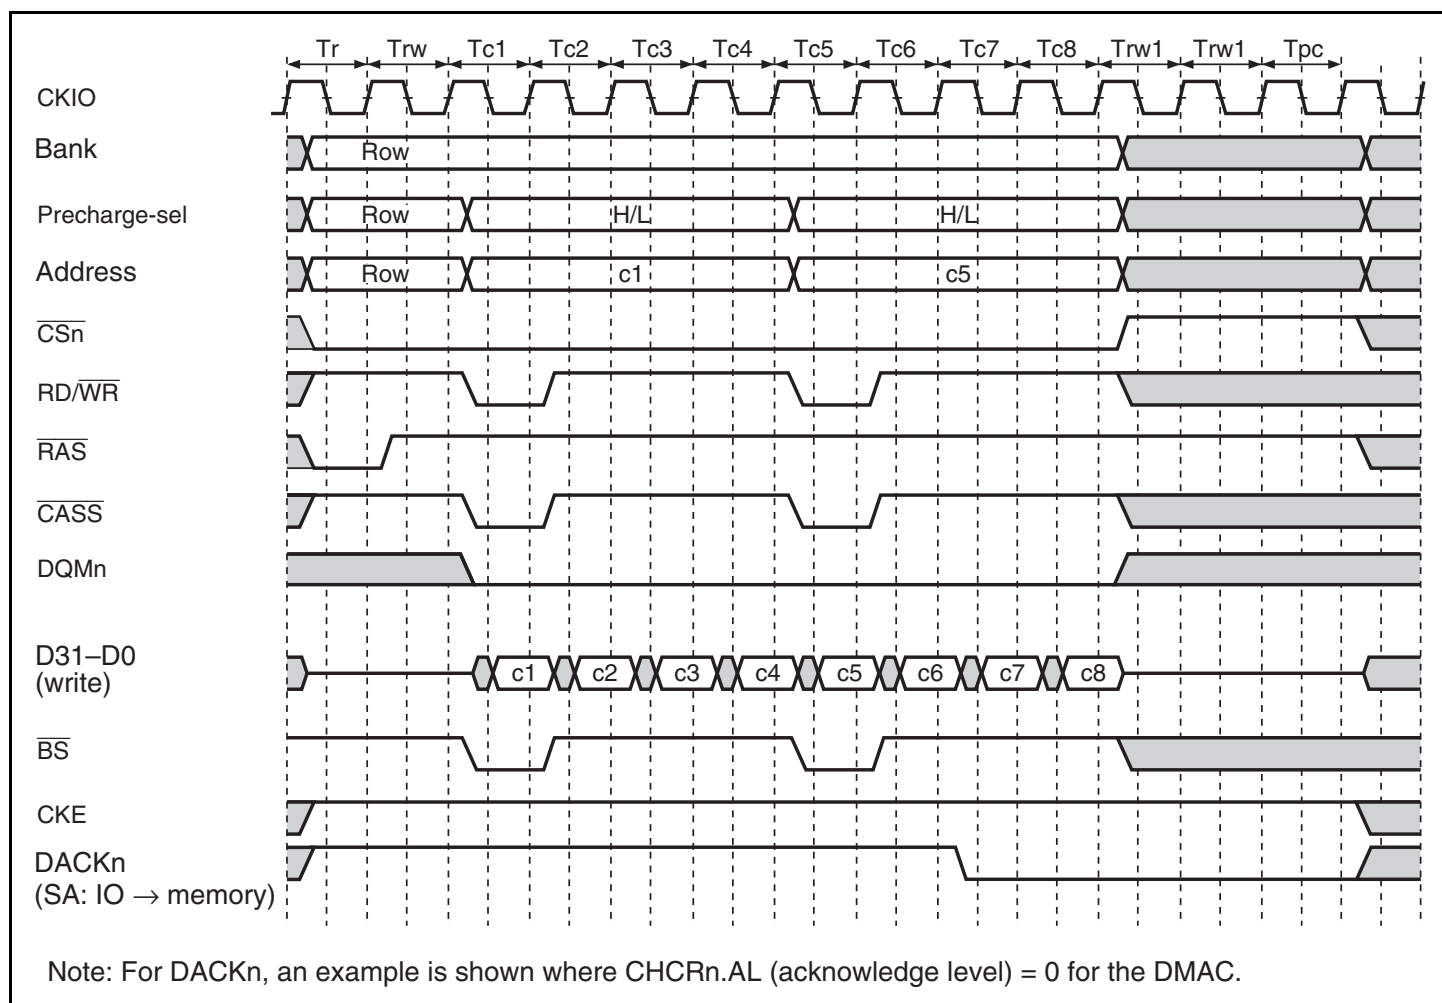 Tr Trw Tc1 Tc2 Tc3 Tc4 Tc5 Tc6 Tc7 Tc8 Trw1 Trw1 Tpc
CKIO
Bank Row
Precharge-sel Row H/L H/L
Address Row c1 c5
CSn
RD/WR
RAS
CASS
DQMn
D31–D0
(write) c1 c2 c3 c4 c5 c6 c7 c8
BS
CKE
DACKn
(SA: IO → memory)
Note: For DACKn, an example is shown where CHCRn.AL (acknowledge level) = 0 for the DMAC.